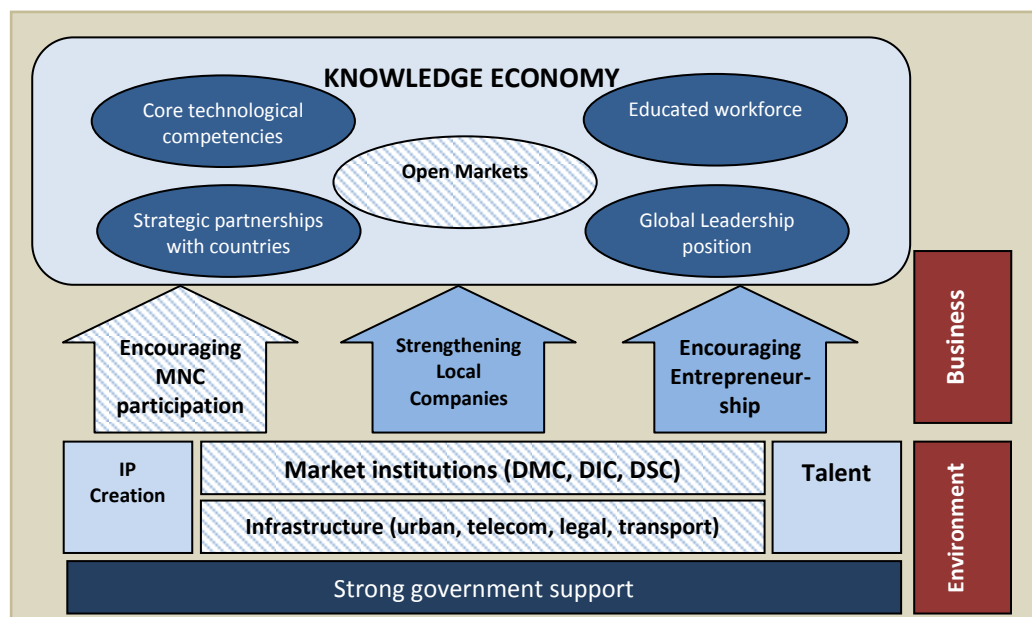 KNOWLEDGE ECONOMY
Core technological
competencies
Educated workforce
Open Markets
Strategic partnerships
with countries
Global Leadership
position
Encouraging
MNC
participation
Strengthening
Local
Companies
Encouraging
Entrepreneur-
ship
Business
IP
Creation
Market institutions (DMC, DIC, DSC)
Talent
Infrastructure (urban, telecom, legal, transport)
Environment
Strong government support